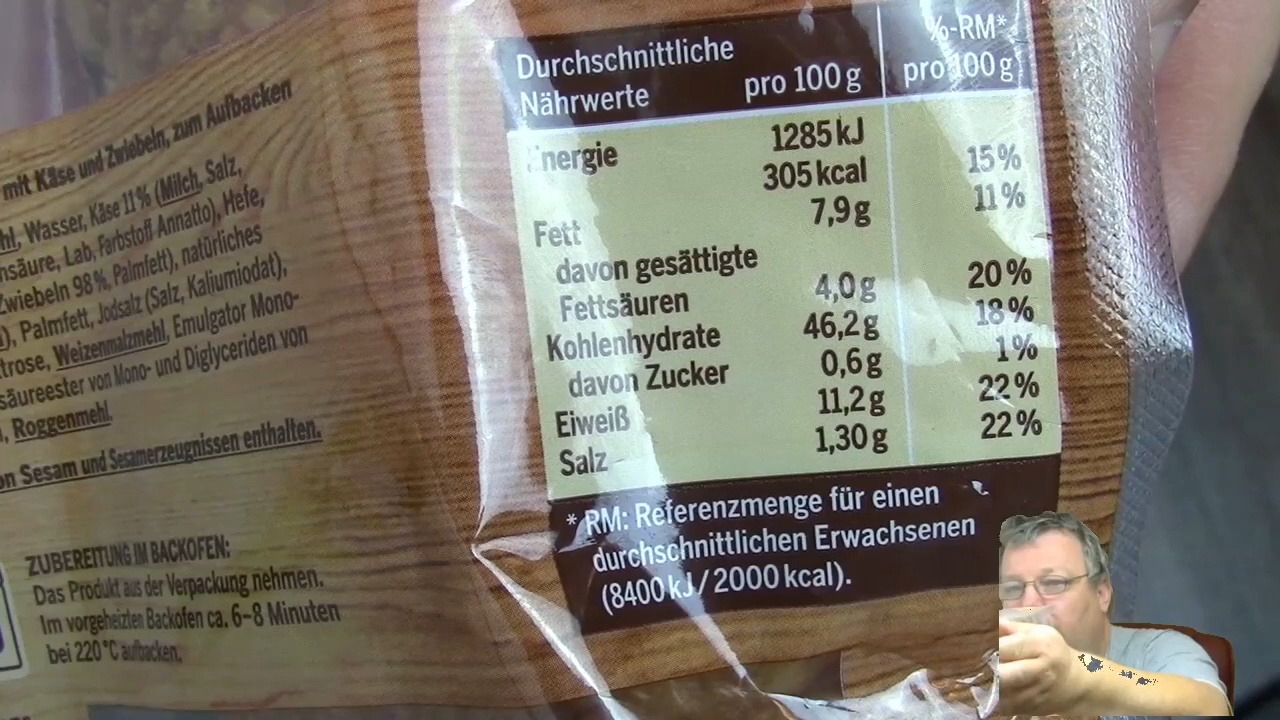 mit Käse und Zwiebeln, zum Aufbacken
hl, Wasser, Käse 11% (Milch, Salz,
nsäure, Lab, Farbstoff Annatto), Hefe,
Zwiebeln 98%, Palmfett), natürliches
), Palmfett, Jodsalz (Salz, Kaliumiodat),
trose, Weizenmalzmehl, Emulgator Mono-
säureester von Mono- und Diglyceriden von
, Roggenmehl.
on Sesam und Sesamerzeugnissen enthalten.
ZUBEREITUNG IM BACKOFEN:
Das Produkt aus der Verpackung nehmen.
Im vorgeheizten Backofen ca. 6-8 Minuten
bei 220°C aufbacken.
Durchschnittliche %-RM*
Nährwerte pro 100 g pro 100 g
Energie 1285 kJ
305 kcal 15%
Fett 7,9 g 11%
davon gesättigte
Fettsäuren 4,0 g 20%
Kohlenhydrate 46,2 g 18%
davon Zucker 0,6 g 1%
Eiweiß 11,2 g 22%
Salz 1,30 g 22%
* RM: Referenzmenge für einen
durchschnittlichen Erwachsenen
(8400 kJ / 2000 kcal).